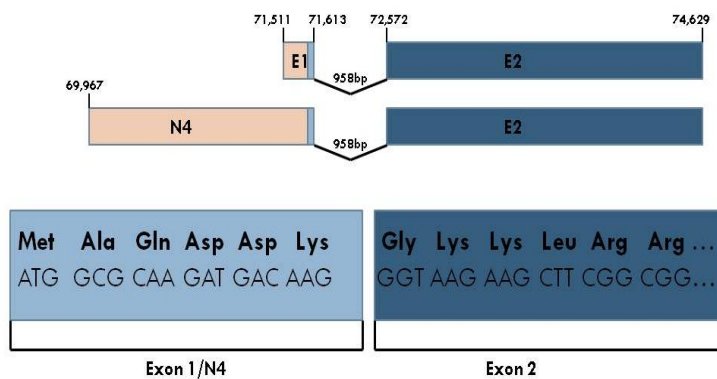 71,511 71,613 72,572 74,629
E1 E2
958bp
69,967
N4 E2
958bp
Met Ala Gln Asp Asp Lys Gly Lys Lys Leu Arg Arg ...
ATG GCG CAA GAT GAC AAG GGT AAG AAG CTT CGG CGG...
Exon 1/N4 Exon 2